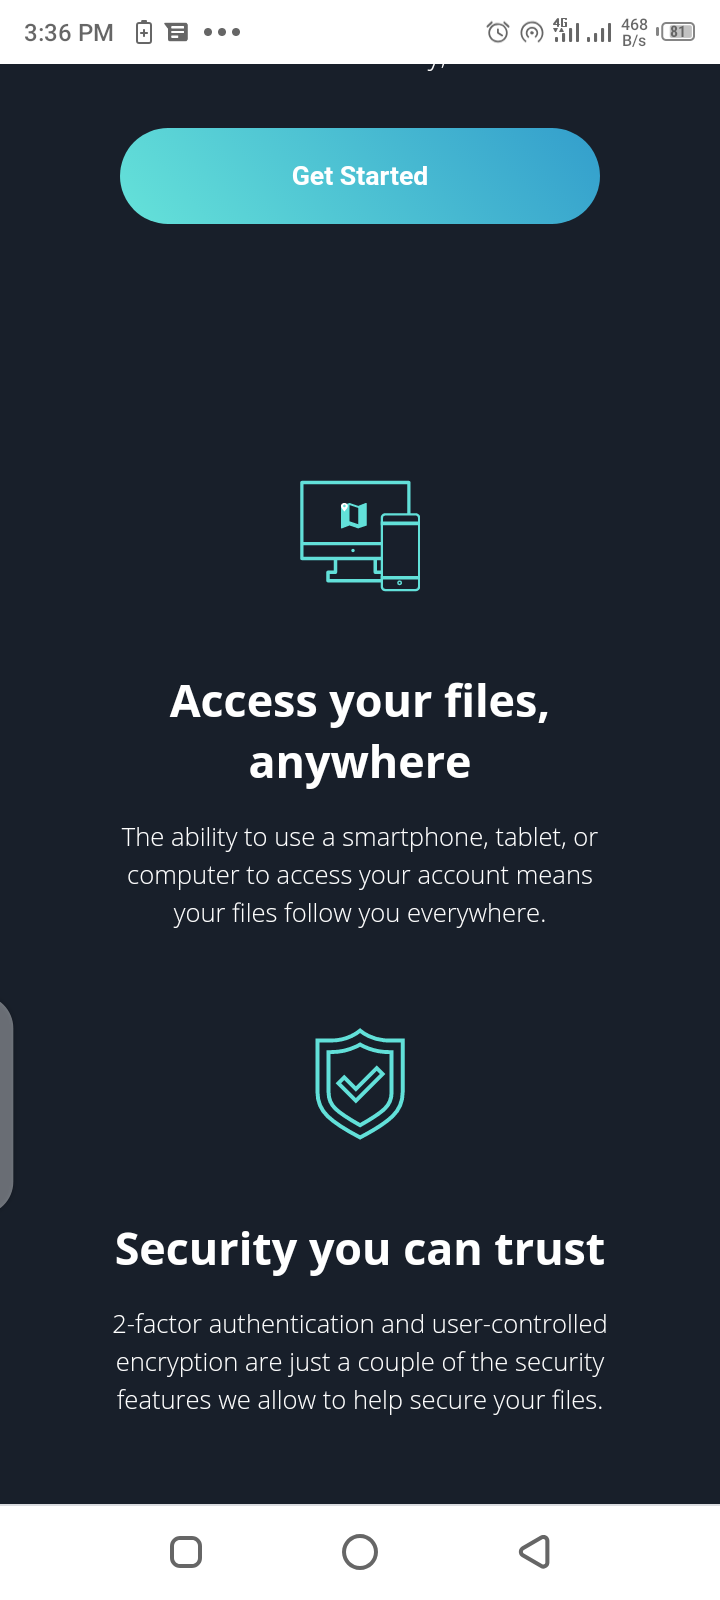 3:36 PM
4G
468
B/s
81
Get Started
Access your files,
anywhere
The ability to use a smartphone, tablet, or
computer to access your account means
your files follow you everywhere.
Security you can trust
2-factor authentication and user-controlled
encryption are just a couple of the security
features we allow to help secure your files.